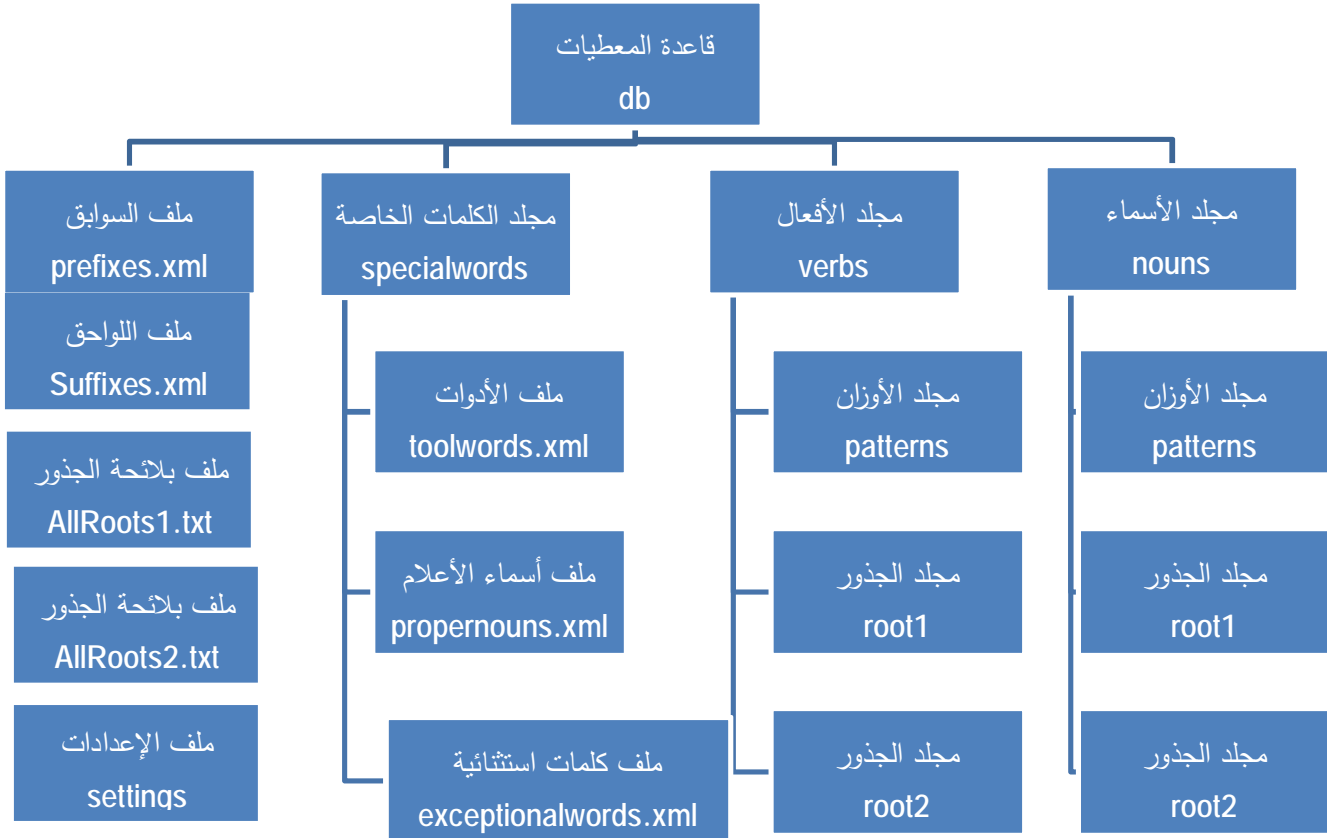 قاعدة المعطيات
db
مجلد الأسماء
nouns
مجلد الأوزان
patterns
مجلد الجذور
root1
مجلد الجذور
root2
مجلد الأفعال
verbs
مجلد الأوزان
patterns
مجلد الجذور
root1
مجلد الجذور
root2
مجلد الكلمات الخاصة
specialwords
ملف الأدوات
toolwords.xml
ملف أسماء الأعلام
propernouns.xml
ملف كلمات استثنائية
exceptionalwords.xml
ملف السوابق
prefixes.xml
ملف اللواحق
Suffixes.xml
ملف بلائحة الجذور
AllRoots1.txt
ملف بلائحة الجذور
AllRoots2.txt
ملف الإعدادات
settings